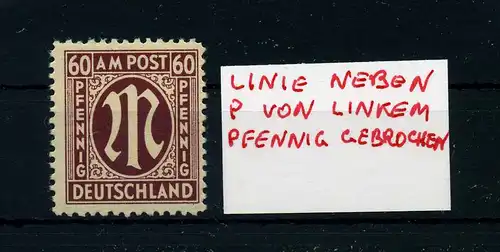 60 AM POST 60
PFENNIG
M
PFENNIG
DEUTSCHLAND
LINIE NEBEN
P VON LINKEM
PFENNIG GEBROCHEN